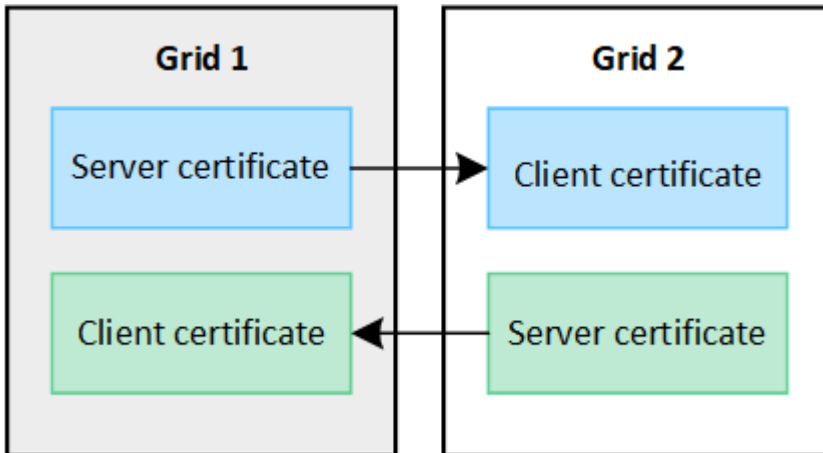 Grid 1
Server certificate
Client certificate
Grid 2
Client certificate
Server certificate